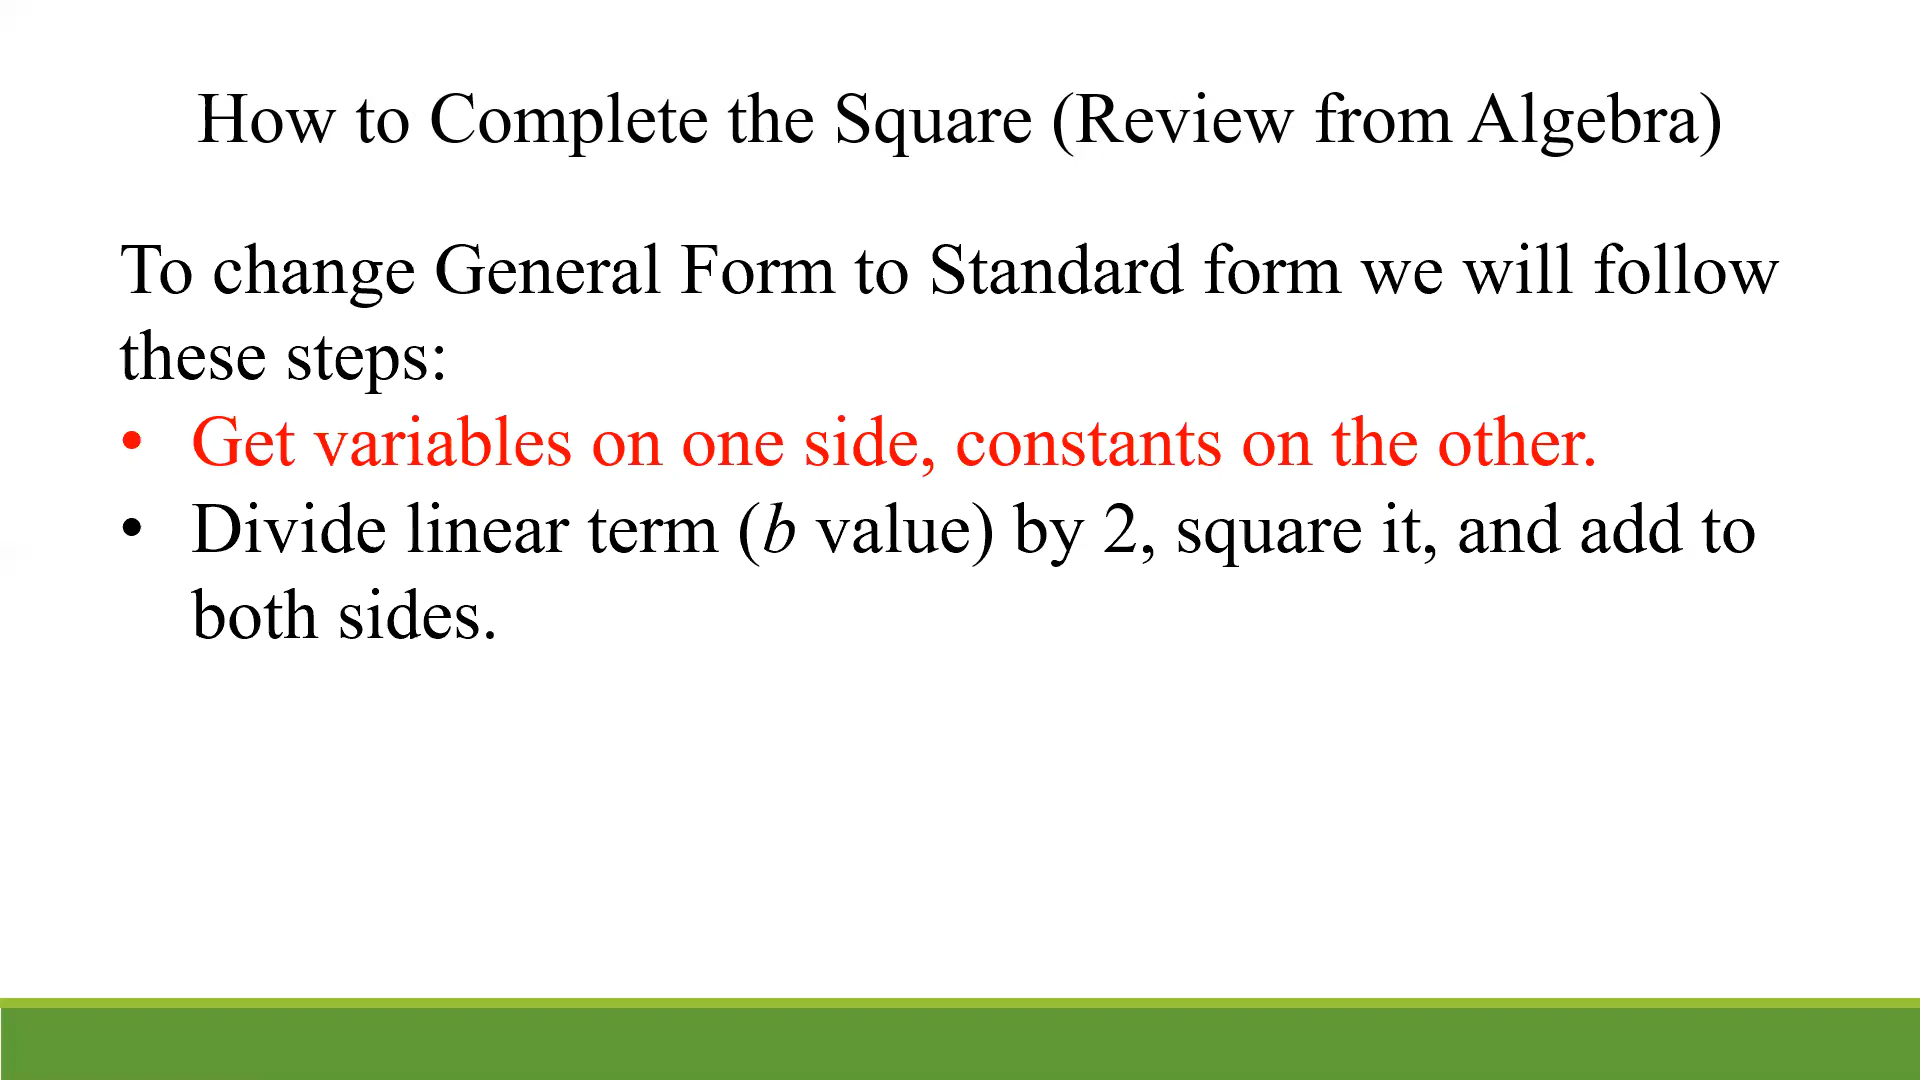 How to Complete the Square (Review from Algebra)
To change General Form to Standard form we will follow
these steps:
• Get variables on one side, constants on the other.
• Divide linear term (b value) by 2, square it, and add to
both sides.